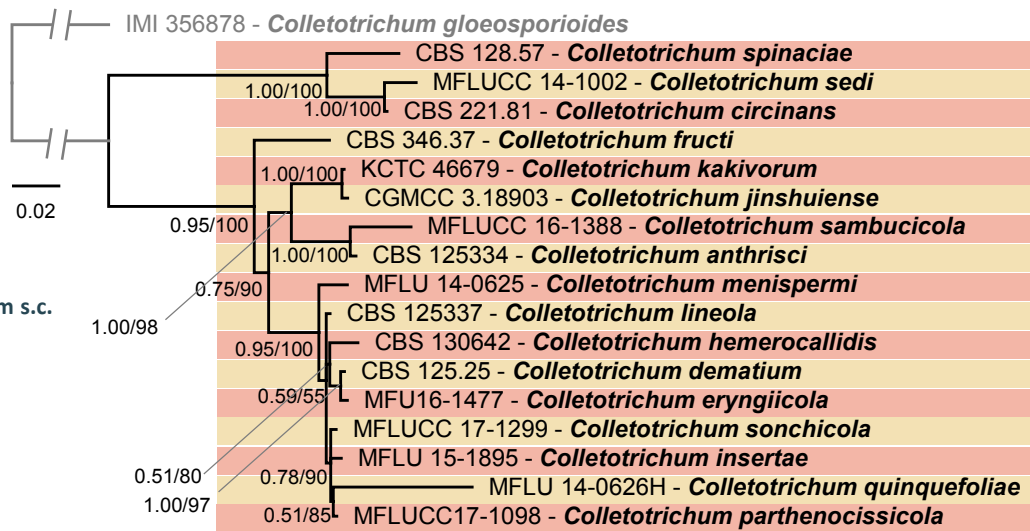 IMI 356878 - Colletotrichum gloeosporioides
CBS 128.57 - Colletotrichum spinaciae
MFLUCC 14-1002 - Colletotrichum sedi
1.00/100
1.00/100
CBS 221.81 - Colletotrichum circinans
CBS 346.37 - Colletotrichum fructi
1.00/100
KCTC 46679 - Colletotrichum kakivorum
CGMCC 3.18903 - Colletotrichum jinshuiense
0.02
0.95/100
MFLUCC 16-1388 - Colletotrichum sambucicola
1.00/100
CBS 125334 - Colletotrichum anthrisci
0.75/90
MFLU 14-0625 - Colletotrichum menispermi
m s.c.
1.00/98
CBS 125337 - Colletotrichum lineola
0.95/100
CBS 130642 - Colletotrichum hemerocallidis
CBS 125.25 - Colletotrichum dematium
0.59/55
MFU16-1477 - Colletotrichum eryngiicola
MFLUCC 17-1299 - Colletotrichum sonchicola
0.51/80
0.78/90
MFLU 15-1895 - Colletotrichum insertae
1.00/97
MFLU 14-0626H - Colletotrichum quinquefoliae
0.51/85
MFLUCC17-1098 - Colletotrichum parthenocissicola